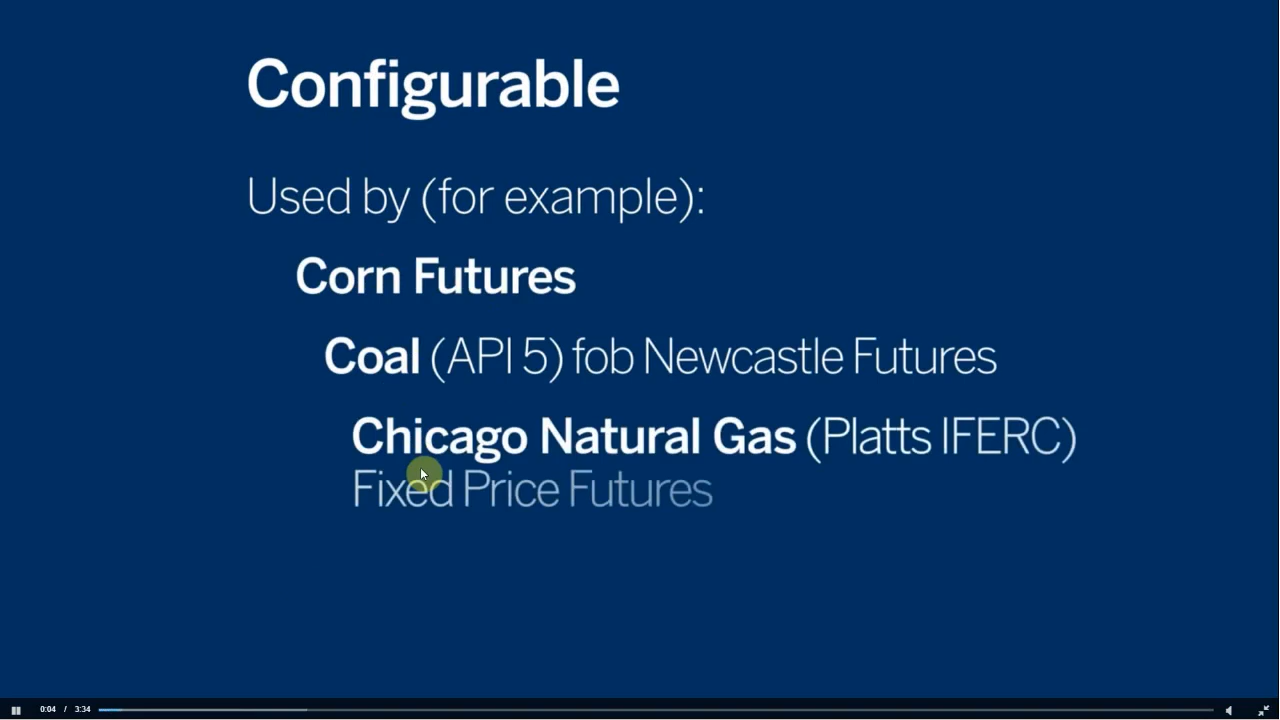 Configurable
Used by (for example):
Corn Futures
Coal (API 5) fob Newcastle Futures
Chicago Natural Gas (Platts IFERC)
Fixed Price Futures
0:04 / 3:34